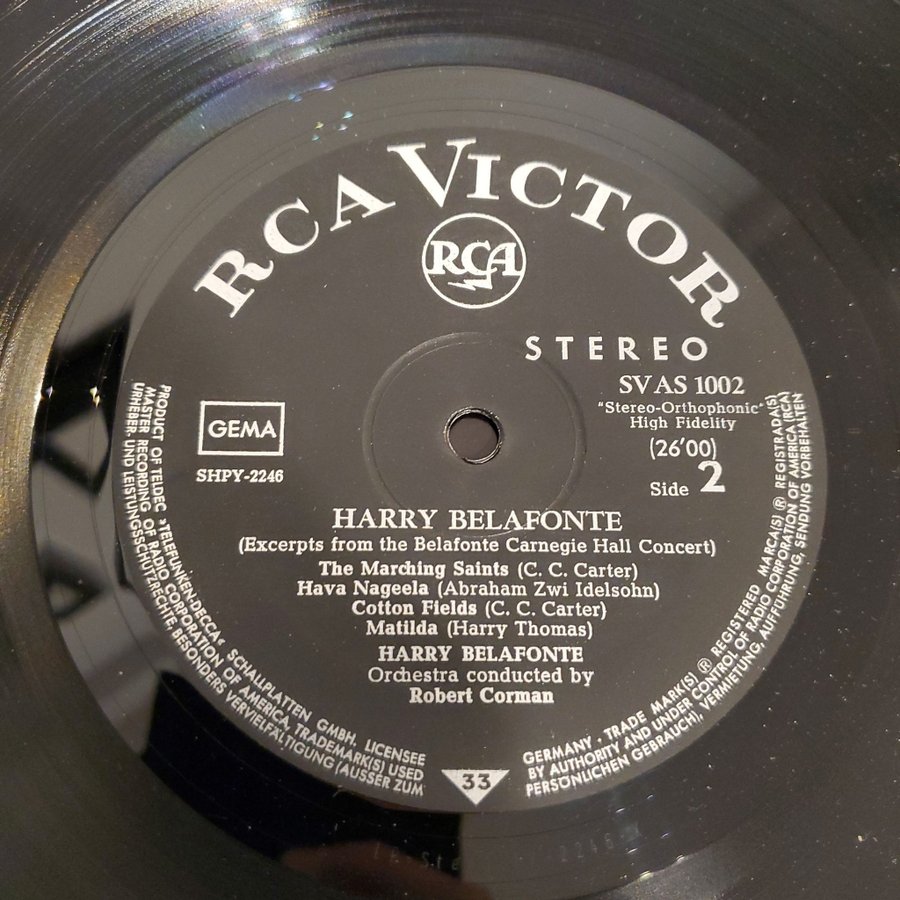 RCA VICTOR
RCA
STEREO
SVAS 1002
"Stereo-Orthophonic"
High Fidelity
(26'00)
Side 2
GEMA
SHPY-2246
HARRY BELAFONTE
(Excerpts from the Belafonte Carnegie Hall Concert)
The Marching Saints (C. C. Carter)
Hava Nageela (Abraham Zwi Idelsohn)
Cotton Fields (C. C. Carter)
Matilda (Harry Thomas)
HARRY BELAFONTE
Orchestra conducted by
Robert Corman
PRODUCT OF TELDEC »TELEFUNKEN-DECCA« SCHALLPLATTEN GMBH, LICENSEE
MASTER RECORDING OF RADIO CORPORATION OF AMERICA, TRADEMARK(S) USED
URHEBER- UND LEISTUNGSSCHUTZRECHTE, BESONDERS VERVIELFÄLTIGUNG (AUSSER ZUM
33
GERMANY . TRADE MARK(S) ® REGISTERED MARCA(S) ® REGISTRADA(S)
BY AUTHORITY AND UNDER CONTROL OF RADIO CORPORATION OF AMERICA (RCA)
PERSÖNLICHEN GEBRAUCH), VERMIETUNG, AUFFÜHRUNG, SENDUNG VORBEHALTEN